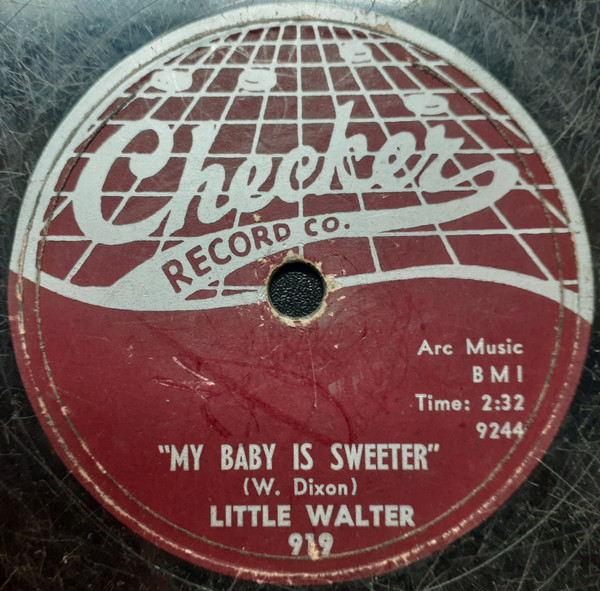 Checker
RECORD CO.
Arc Music
BMI
Time: 2:32
9244
"MY BABY IS SWEETER"
(W. Dixon)
LITTLE WALTER
919